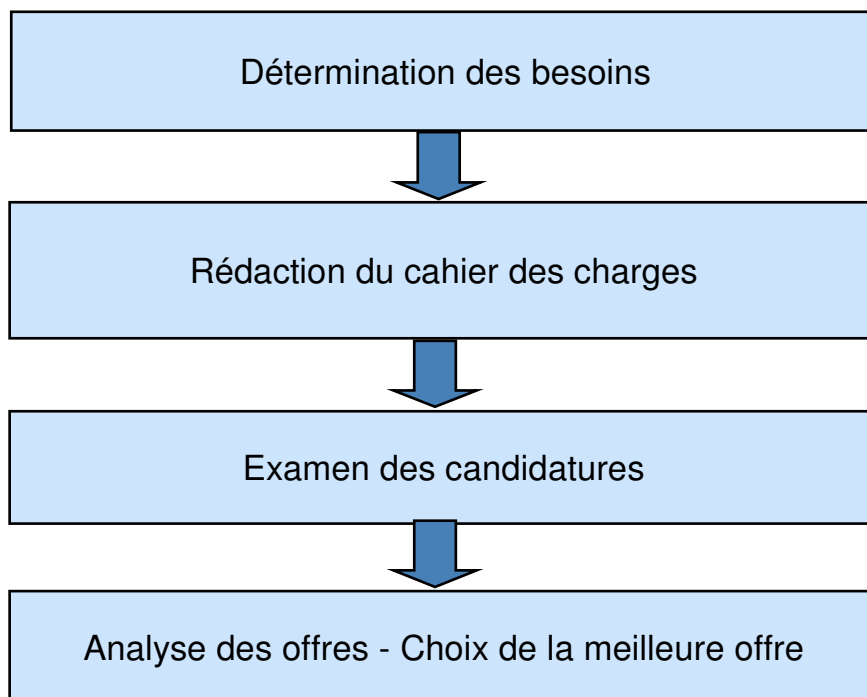 Détermination des besoins
Rédaction du cahier des charges
Examen des candidatures
Analyse des offres - Choix de la meilleure offre